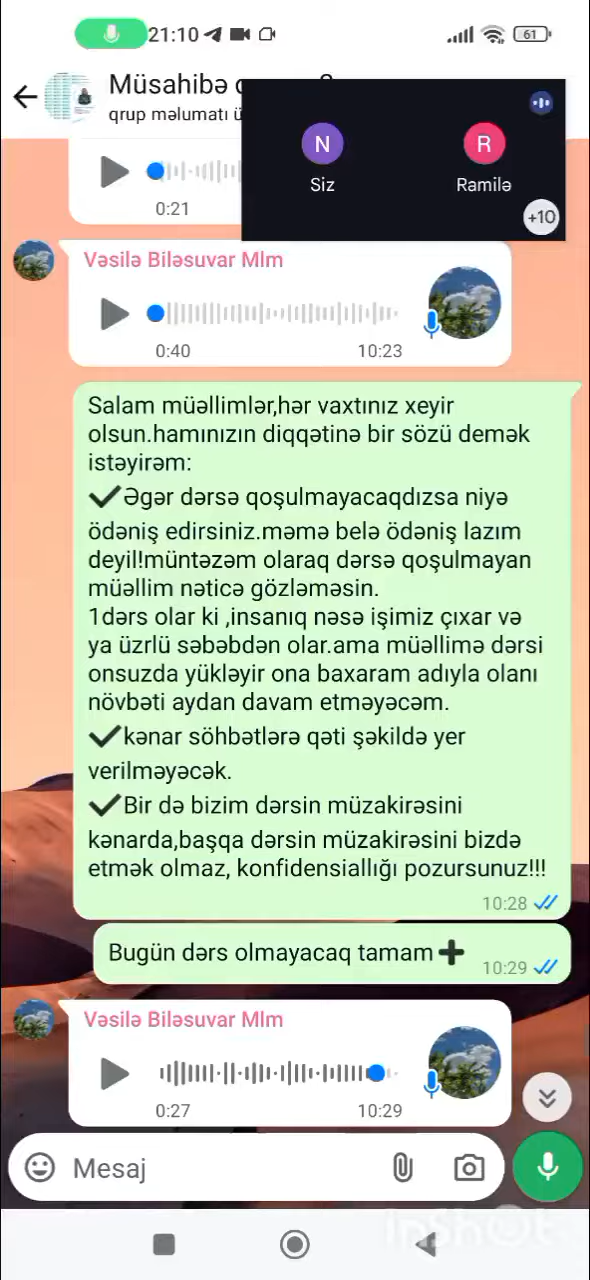 21:10
61
Müsahibə
qrup məlumatı ü
N
R
Siz
Ramilə
+10
0:21
Vəsilə Biləsuvar Mlm
0:40
10:23
Salam müəllimlər,hər vaxtınız xeyir
olsun.hamınızın diqqətinə bir sözü demək
istəyirəm:
✔Əgər dərsə qoşulmayacaqdızsa niyə
ödəniş edirsiniz.məmə belə ödəniş lazım
deyil!müntəzəm olaraq dərsə qoşulmayan
müəllim nəticə gözləməsin.
1dərs olar ki ,insanıq nəsə işimiz çıxar və
ya üzrlü səbəbdən olar.ama müəllimə dərsi
onsuzda yükləyir ona baxaram adıyla olanı
növbəti aydan davam etməyəcəm.
✔kənar söhbətlərə qəti şəkildə yer
verilməyəcək.
✔Bir də bizim dərsin müzakirəsini
kənarda,başqa dərsin müzakirəsini bizdə
etmək olmaz, konfidensiallığı pozursunuz!!!
10:28
Bugün dərs olmayacaq tamam➕
10:29
Vəsilə Biləsuvar Mlm
0:27
10:29
Mesaj
InShOt